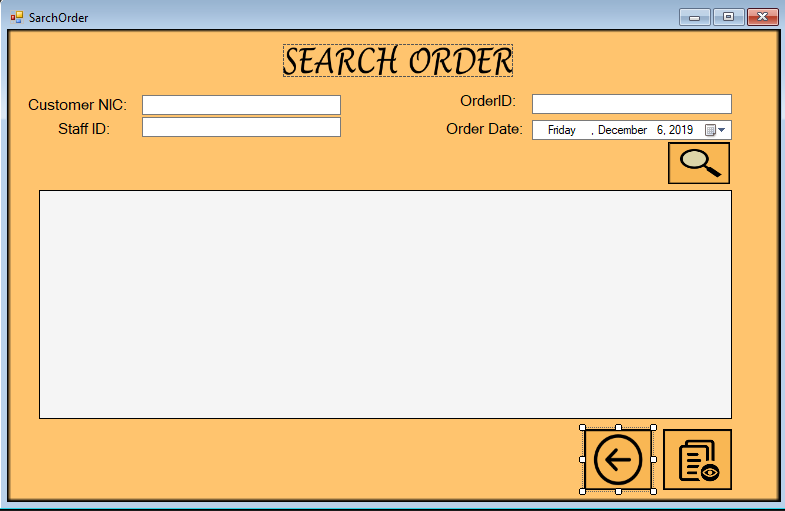 SarchOrder
SEARCH ORDER
Customer NIC:
OrderID:
Staff ID:
Order Date: Friday , December 6, 2019